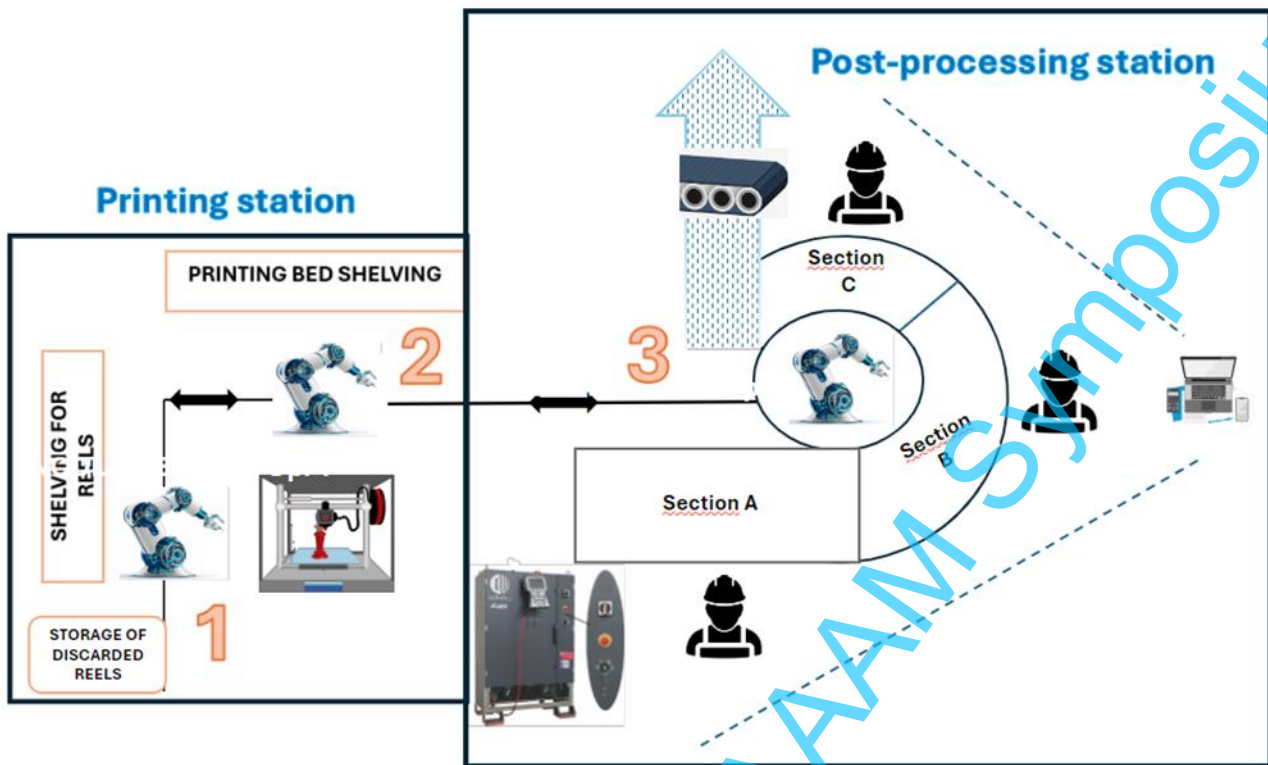 Post-processing station
Printing station
PRINTING BED SHELVING
Section
C
2
3
SHELVING FOR
REELS
Section
B
Section A
1
STORAGE OF
DISCARDED
REELS
AAM Symposiu